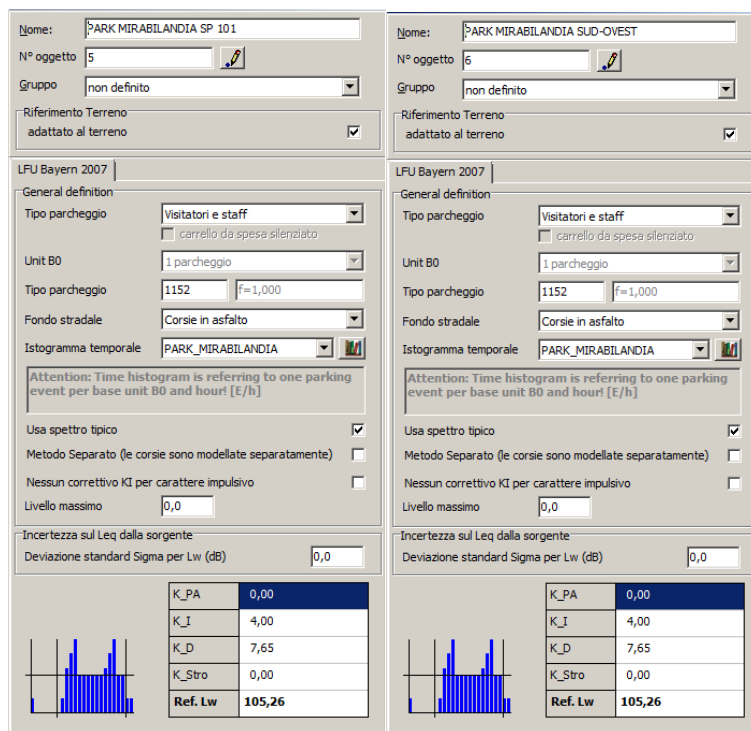 Nome: PARK MIRABILANDIA SP 101
N° oggetto 5
Gruppo non definito
Riferimento Terreno
adattato al terreno
LFU Bayern 2007
General definition
Tipo parcheggio Visitatori e staff
carrello da spesa silenziato
Unit B0 1 parcheggio
Tipo parcheggio 1152 f=1,000
Fondo stradale Corsie in asfalto
Istogramma temporale PARK_MIRABILANDIA
Attention: Time histogram is referring to one parking
event per base unit B0 and hour! [E/h]
Usa spettro tipico
Metodo Separato (le corsie sono modellate separatamente)
Nessun correttivo KI per carattere impulsivo
Livello massimo 0,0
Incertezza sul Leq dalla sorgente
Deviazione standard Sigma per Lw (dB) 0,0
K_PA 0,00
K_I 4,00
K_D 7,65
K_Stro 0,00
Ref. Lw 105,26
Nome: PARK MIRABILANDIA SUD-OVEST
N° oggetto 6
Gruppo non definito
Riferimento Terreno
adattato al terreno
LFU Bayern 2007
General definition
Tipo parcheggio Visitatori e staff
carrello da spesa silenziato
Unit B0 1 parcheggio
Tipo parcheggio 1152 f=1,000
Fondo stradale Corsie in asfalto
Istogramma temporale PARK_MIRABILANDIA
Attention: Time histogram is referring to one parking
event per base unit B0 and hour! [E/h]
Usa spettro tipico
Metodo Separato (le corsie sono modellate separatamente)
Nessun correttivo KI per carattere impulsivo
Livello massimo 0,0
Incertezza sul Leq dalla sorgente
Deviazione standard Sigma per Lw (dB) 0,0
K_PA 0,00
K_I 4,00
K_D 7,65
K_Stro 0,00
Ref. Lw 105,26